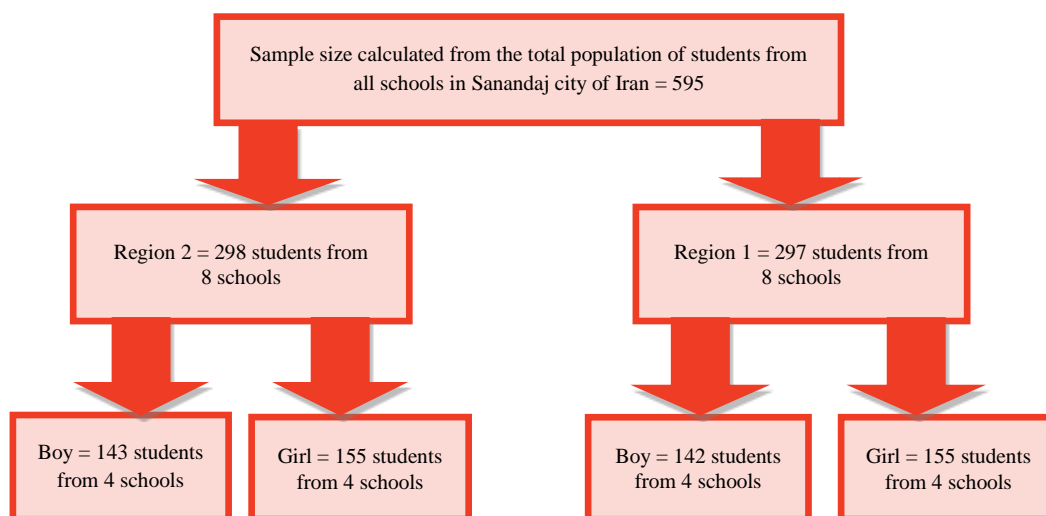 Sample size calculated from the total population of students from
all schools in Sanandaj city of Iran = 595
Region 2 = 298 students from
8 schools
Region 1 = 297 students from
8 schools
Boy = 143 students
from 4 schools
Girl = 155 students
from 4 schools
Boy = 142 students
from 4 schools
Girl = 155 students
from 4 schools